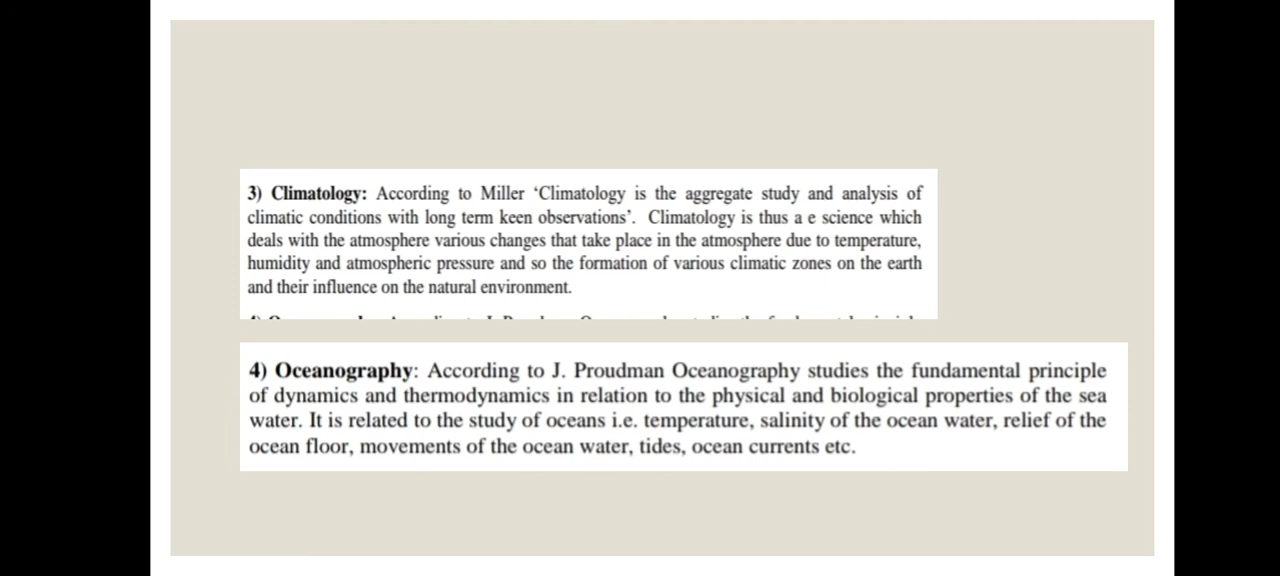 3) Climatology: According to Miller ‘Climatology is the aggregate study and analysis of
climatic conditions with long term keen observations’. Climatology is thus a e science which
deals with the atmosphere various changes that take place in the atmosphere due to temperature,
humidity and atmospheric pressure and so the formation of various climatic zones on the earth
and their influence on the natural environment.
4) Oceanography: According to J. Proudman Oceanography studies the fundamental principle
of dynamics and thermodynamics in relation to the physical and biological properties of the sea
water. It is related to the study of oceans i.e. temperature, salinity of the ocean water, relief of the
ocean floor, movements of the ocean water, tides, ocean currents etc.